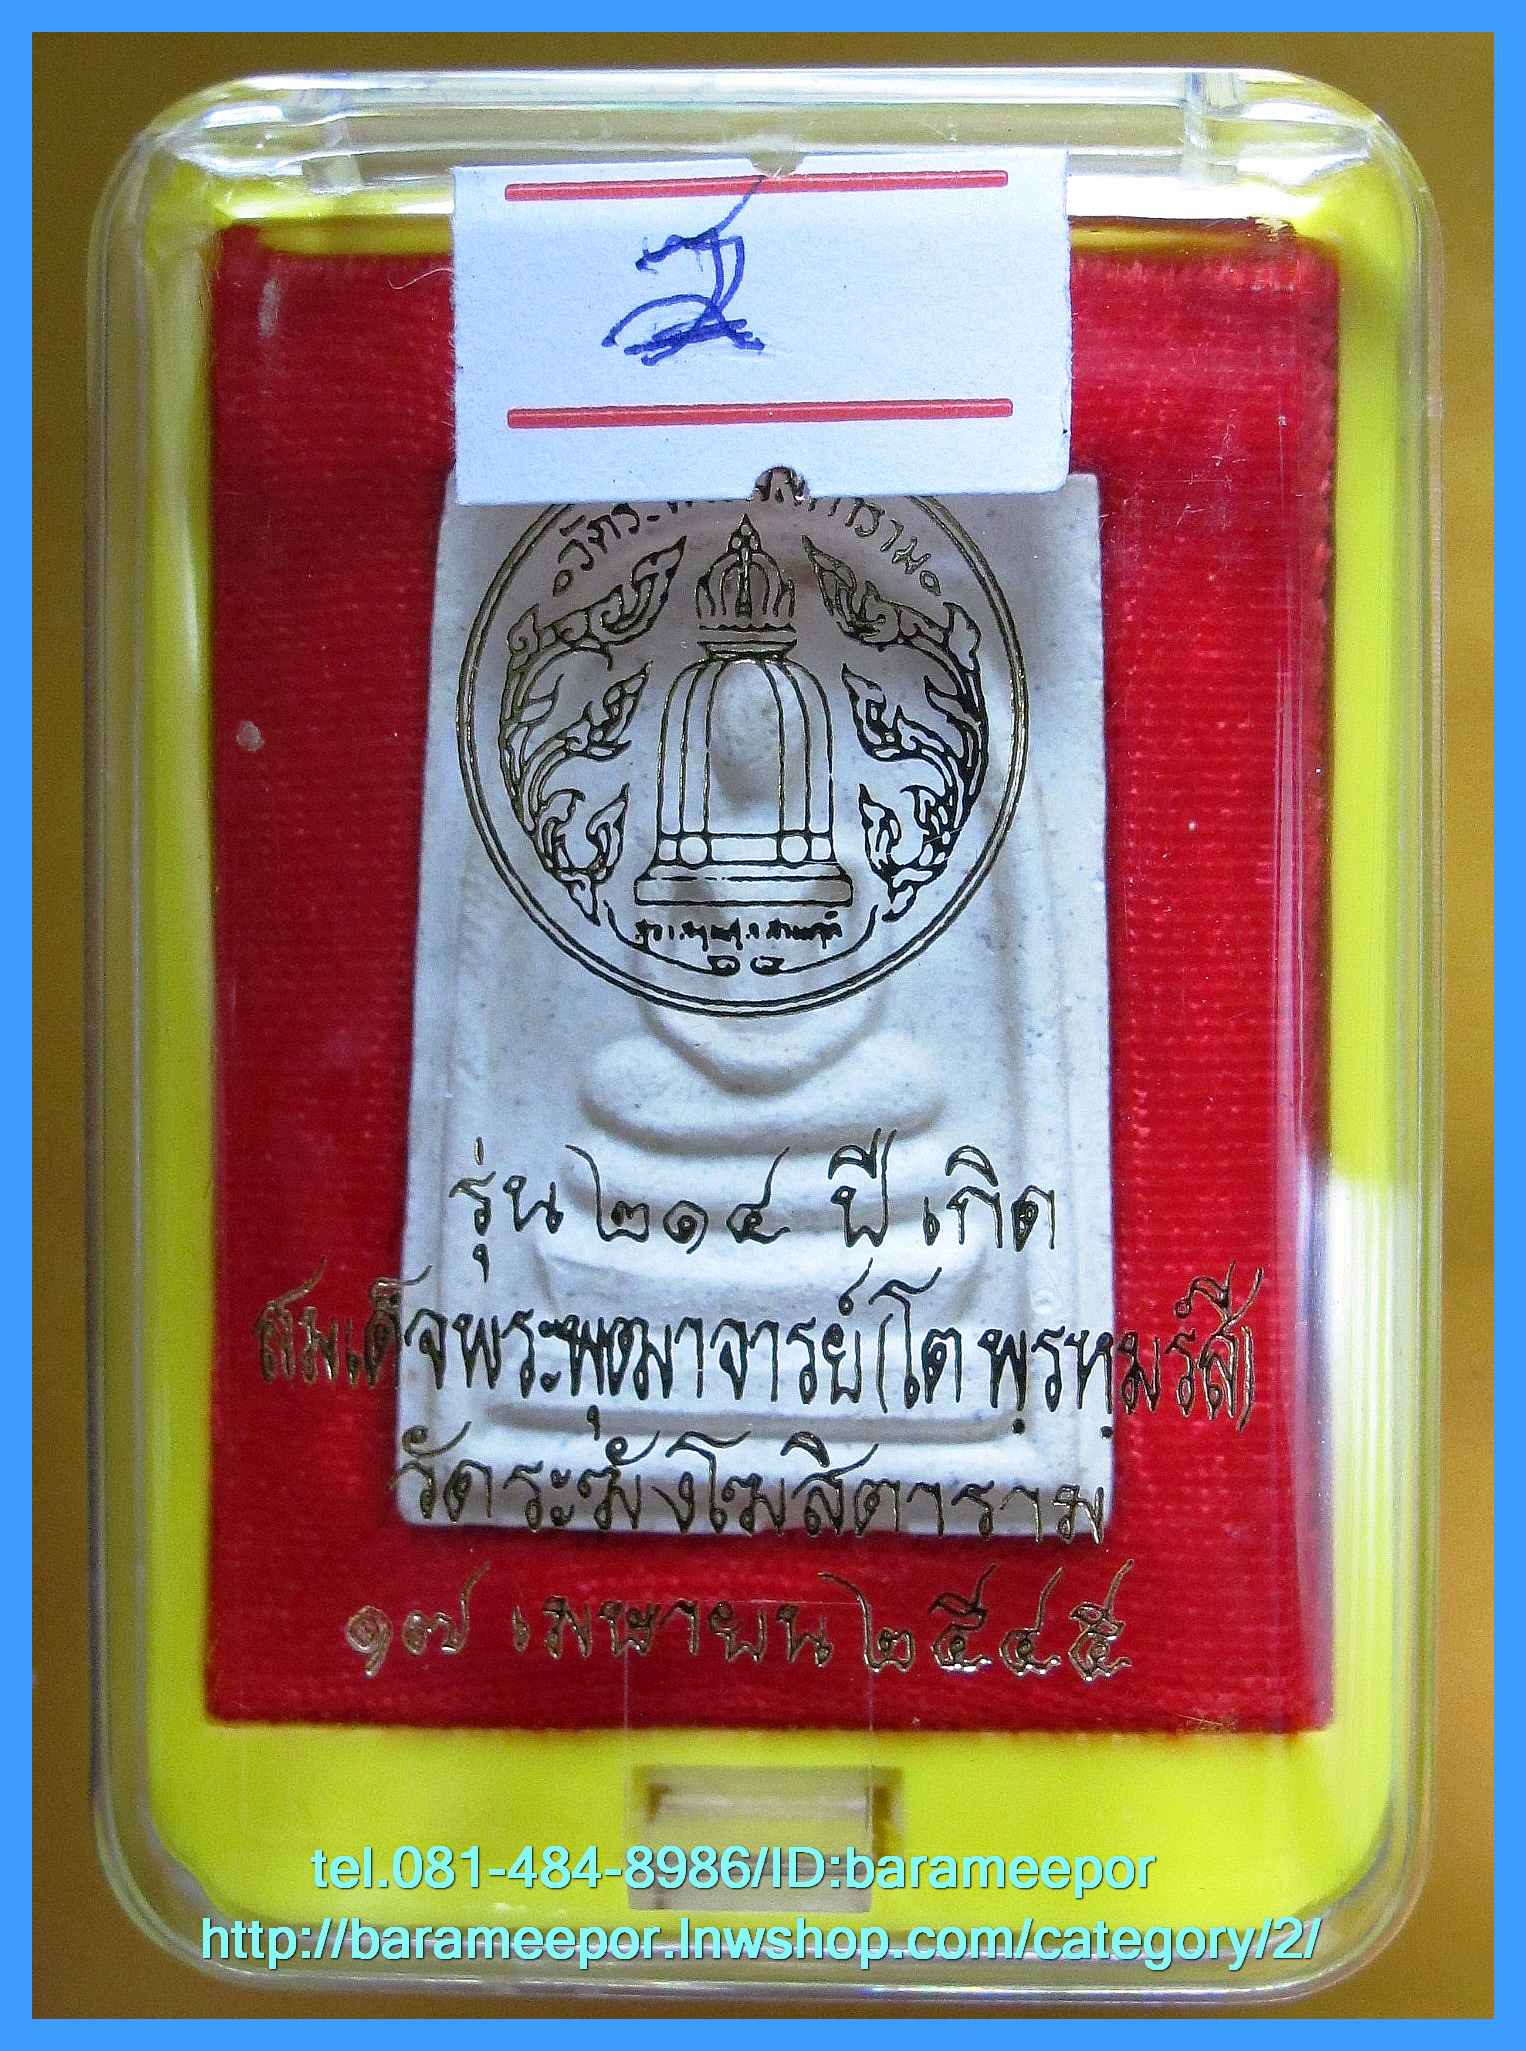 วัดระฆังโฆสิตาราม
๑๒
รุ่น ๒๑๔ ปี เกิด
สมเด็จพระพุฒาจารย์(โต พฺรหฺมรํสี)
วัดระฆังโฆสิตาราม
๑๗ เมษายน ๒๕๔๕
tel.081-484-8986/ID:barameepor
http://barameepor.lnwshop.com/category/2/